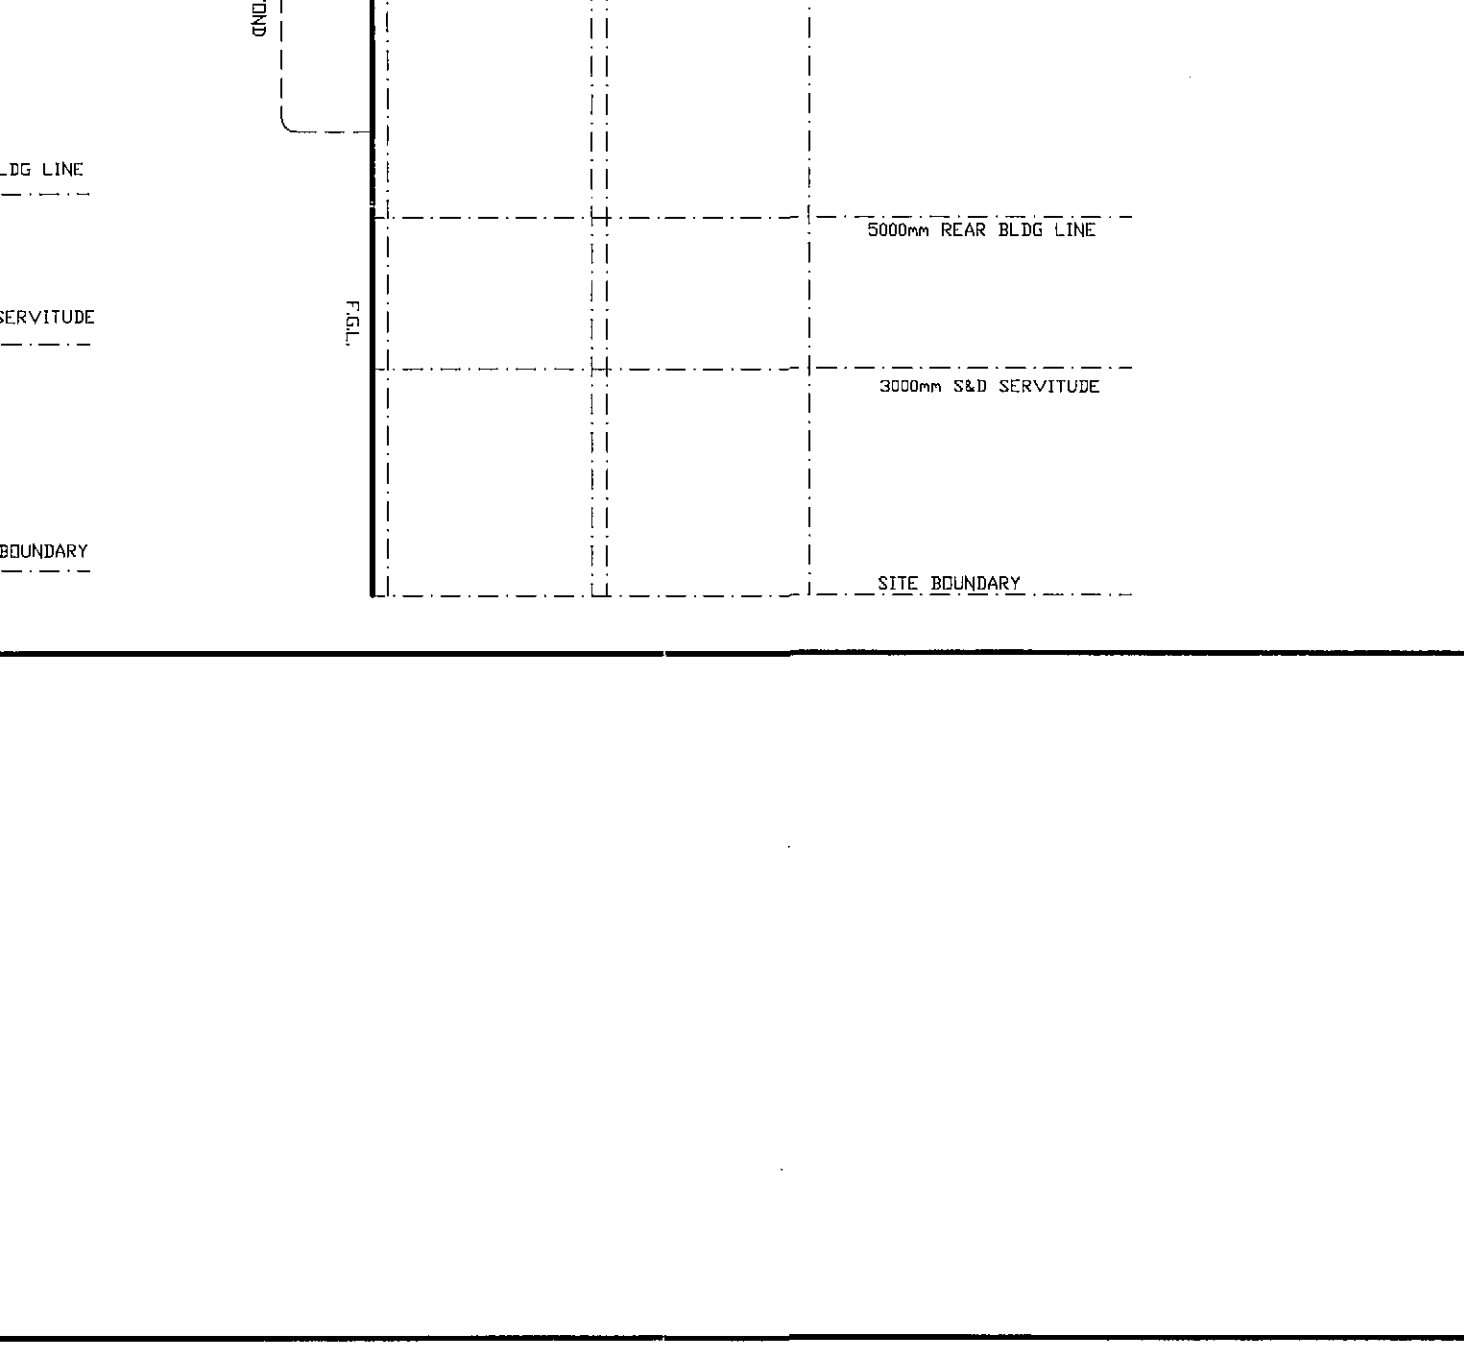 LDG LINE
5000mm REAR BLDG LINE
F.G.L.
SERVITUDE
3000mm S&D SERVITUDE
BOUNDARY
SITE BOUNDARY